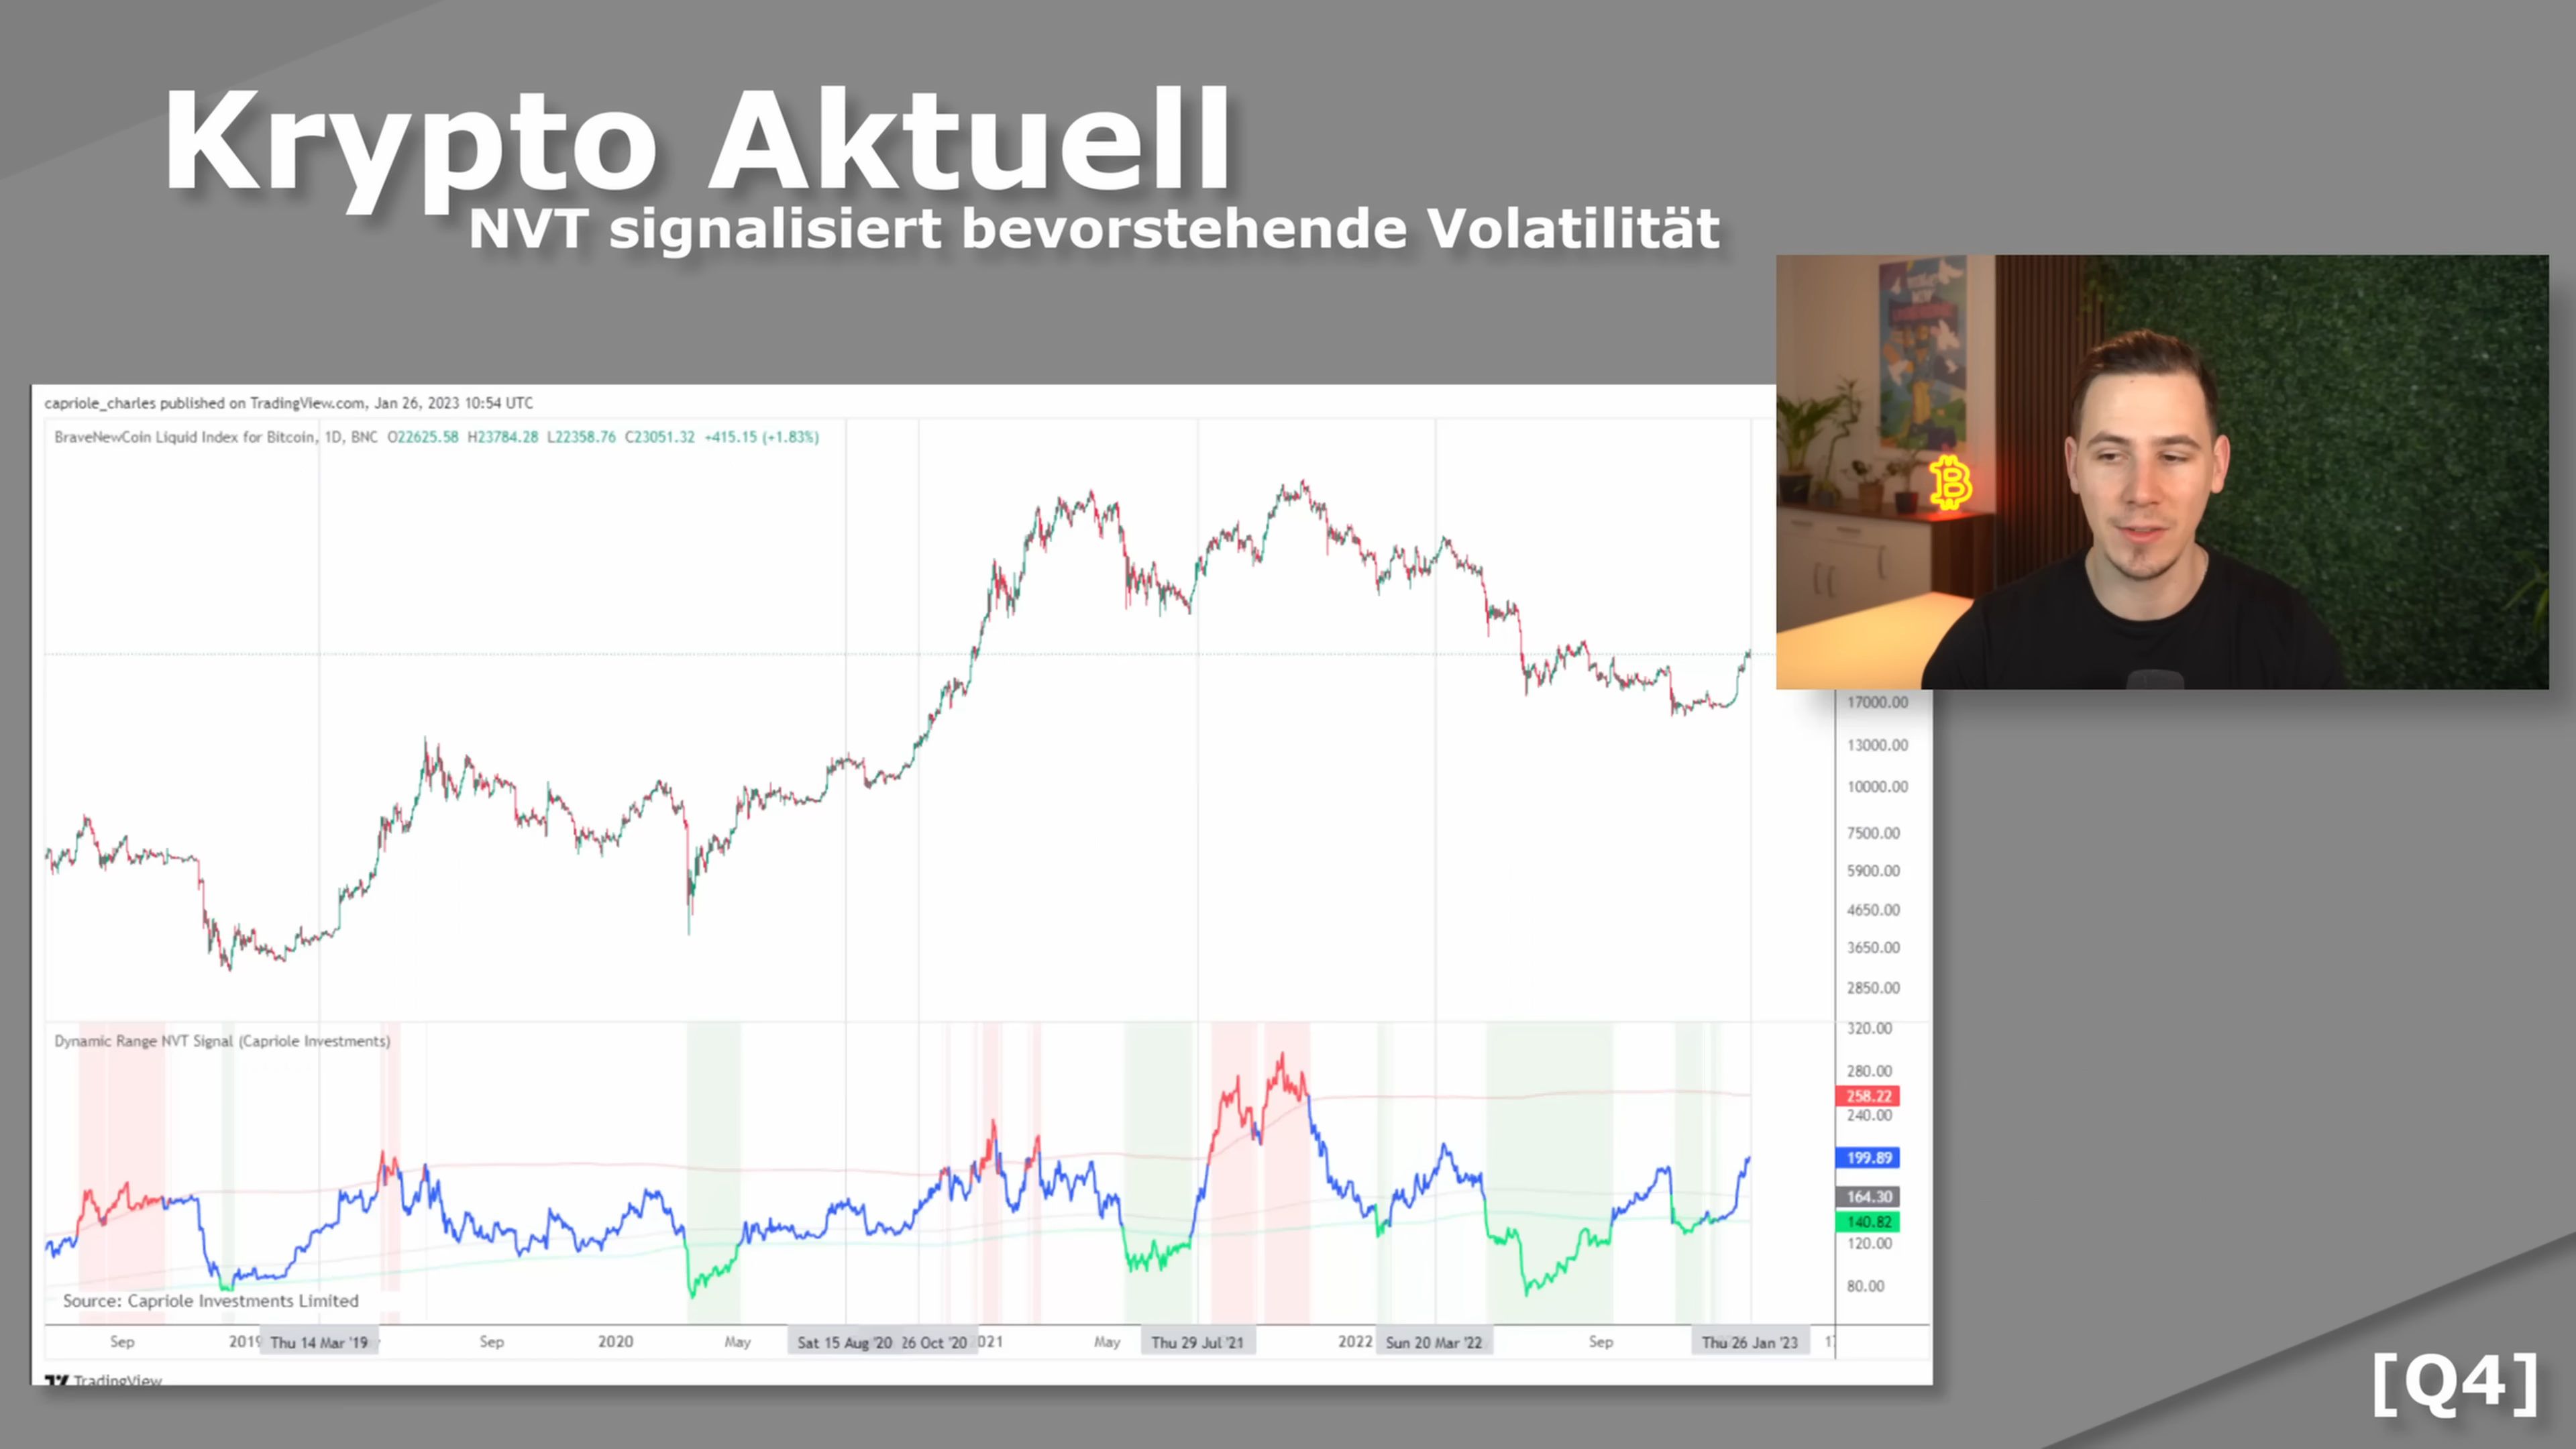 Krypto Aktuell
NVT signalisiert bevorstehende Volatilität
capriole_charles published on TradingView.com, Jan 26, 2023 10:54 UTC
BraveNewCoin Liquid Index for Bitcoin, 1D, BNC O22625.58 H23784.28 L22358.76 C23051.32 +415.15 (+1.83%)
17000.00
13000.00
10000.00
7500.00
5900.00
4650.00
3650.00
2850.00
Dynamic Range NVT Signal (Capriole Investments)
320.00
280.00
258.22
240.00
199.89
164.30
140.82
120.00
80.00
Source: Capriole Investments Limited
Sep 2019 Thu 14 Mar '19 Sep 2020 May Sat 15 Aug '20 26 Oct '20 021 May Thu 29 Jul '21 2022 Sun 20 Mar '22 Sep Thu 26 Jan '23
TradingView
[Q4]